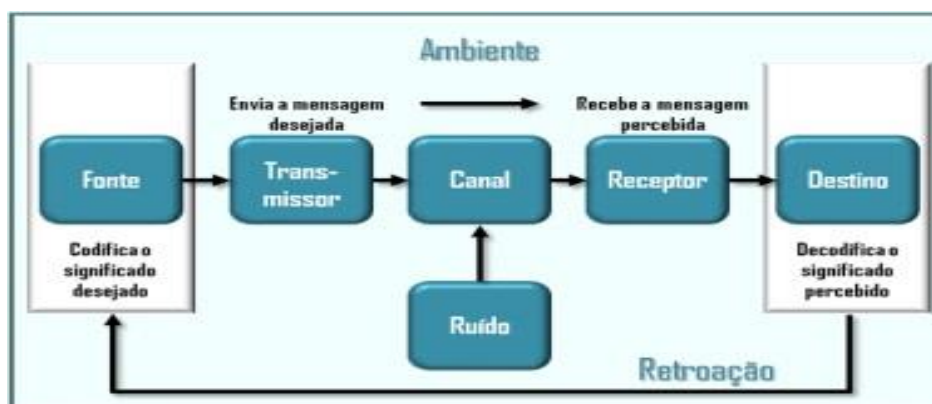 Ambiente
Envia a mensagem
desejada
Recebe a mensagem
percebida
Fonte
Trans-
missor
Canal
Receptor
Destino
Codifica o
significado
desejado
Decodifica o
significado
percebido
Ruído
Retroação